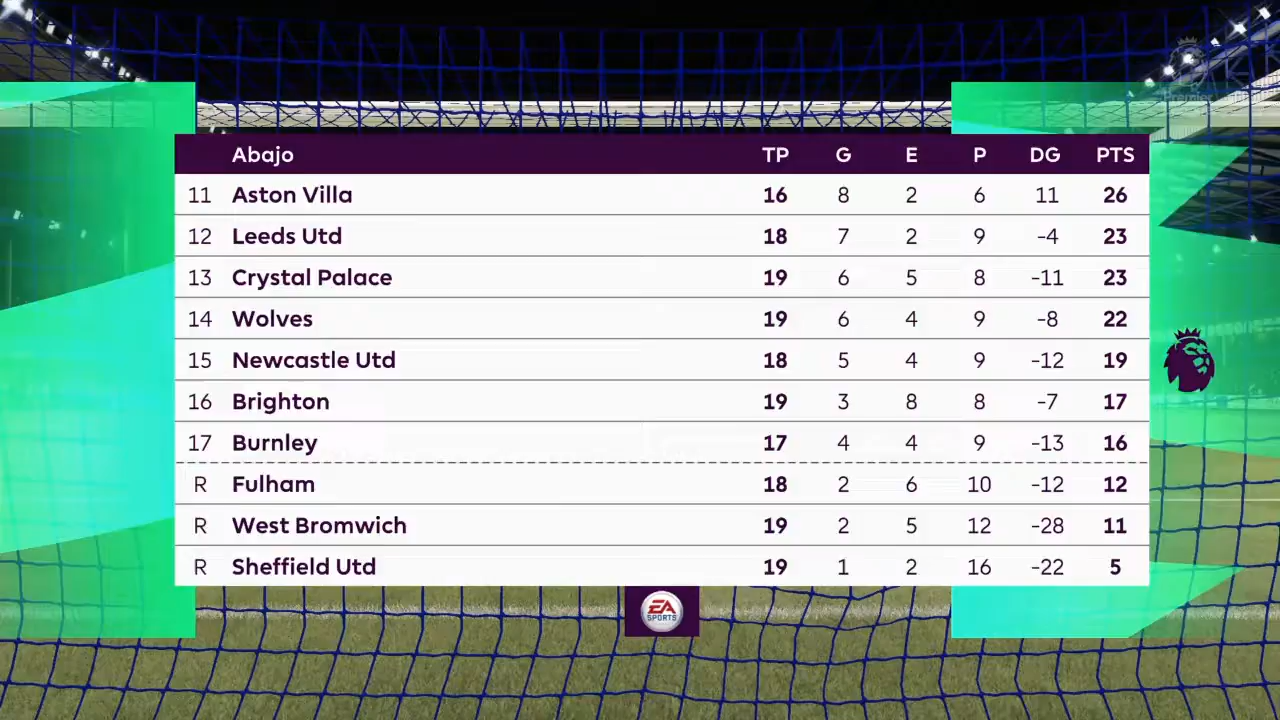 Abajo TP G E P DG PTS
11 Aston Villa 16 8 2 6 11 26
12 Leeds Utd 18 7 2 9 -4 23
13 Crystal Palace 19 6 5 8 -11 23
14 Wolves 19 6 4 9 -8 22
15 Newcastle Utd 18 5 4 9 -12 19
16 Brighton 19 3 8 8 -7 17
17 Burnley 17 4 4 9 -13 16
R Fulham 18 2 6 10 -12 12
R West Bromwich 19 2 5 12 -28 11
R Sheffield Utd 19 1 2 16 -22 5
EA
SPORTS